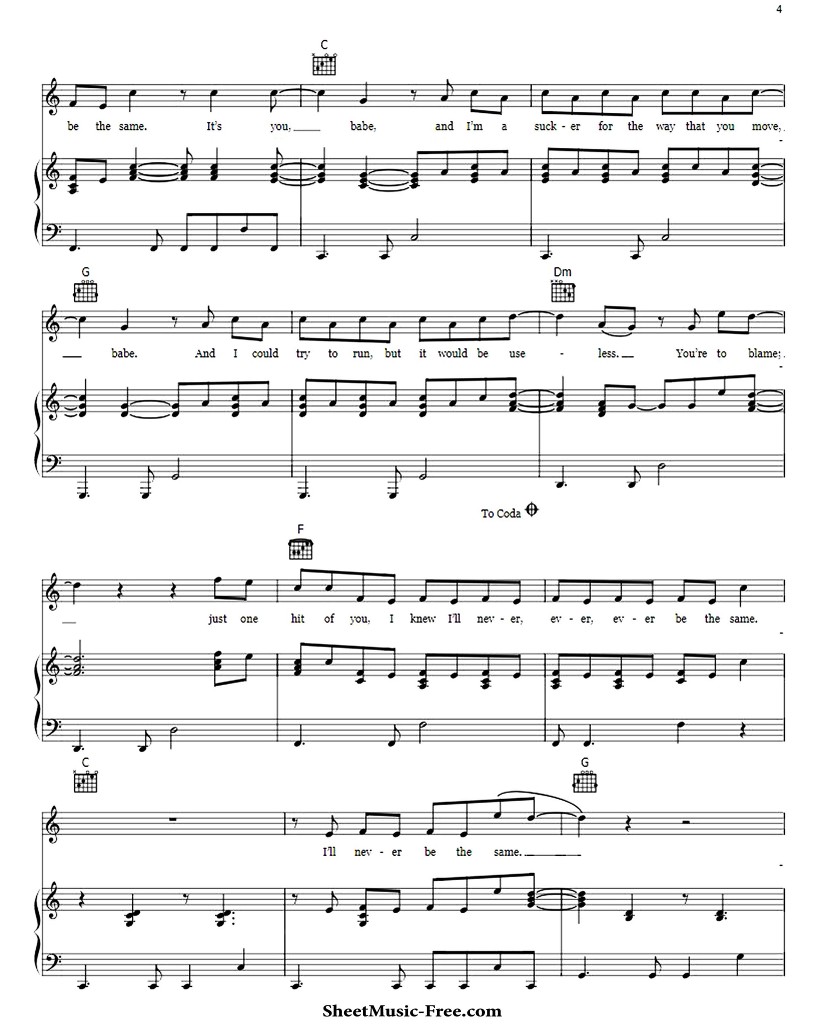 4
C
be the same. It's you, babe, and I'm a suck - er for the way that you move,
G Dm
babe. And I could try to run, but it would be use - less. You're to blame;
To Coda
F
just one hit of you, I knew I'll nev - er, ev - er, ev - er be the same.
C G
I'll nev - er be the same.
SheetMusic-Free.com